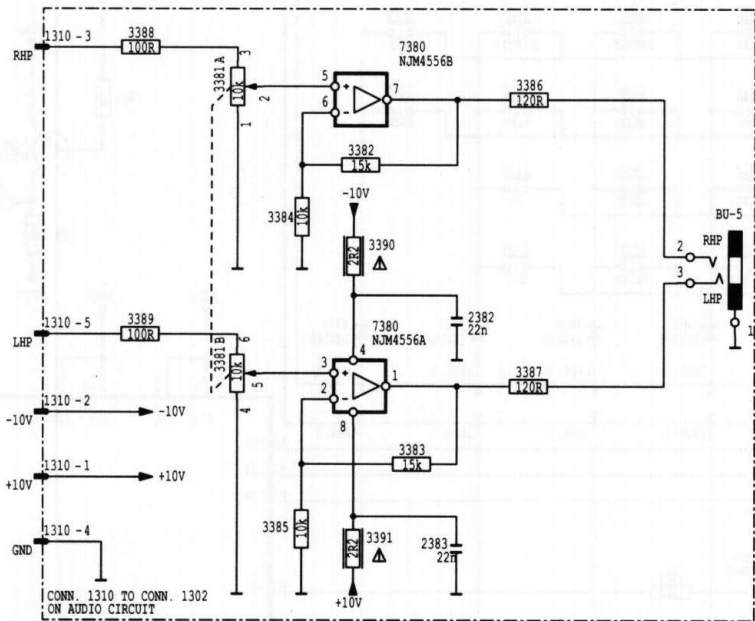 1310 -3
RHP
3388
100R
3381 A
10k
3
2
1
7380
NJM4556B
5
+
6
-
7
3386
120R
3382
15k
3384
10k
-10V
3390
2R2
BU-5
2
RHP
3
LHP
1
1310 -5
LHP
3389
100R
3381 B
10k
6
5
4
2382
22n
7380
NJM4556A
4
3
+
2
-
1
8
3387
120R
1310 -2
-10V
-10V
3383
15k
1310 -1
+10V
+10V
3385
10k
3391
2R2
2383
22n
1310 -4
GND
+10V
CONN. 1310 TO CONN. 1302
ON AUDIO CIRCUIT